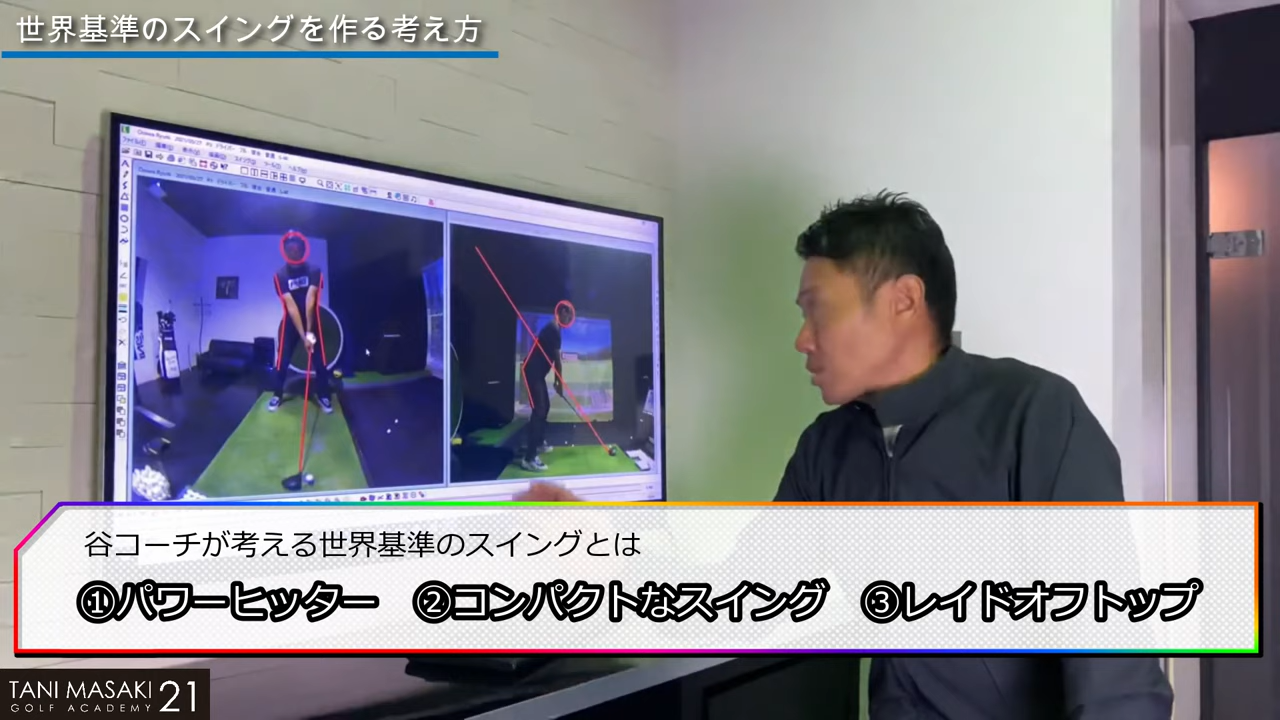 世界基準のスイングを作る考え方
谷コーチが考える世界基準のスイングとは
①パワーヒッター ②コンパクトなスイング ③レイドオフトップ
TANI MASAKI 21
GOLF ACADEMY